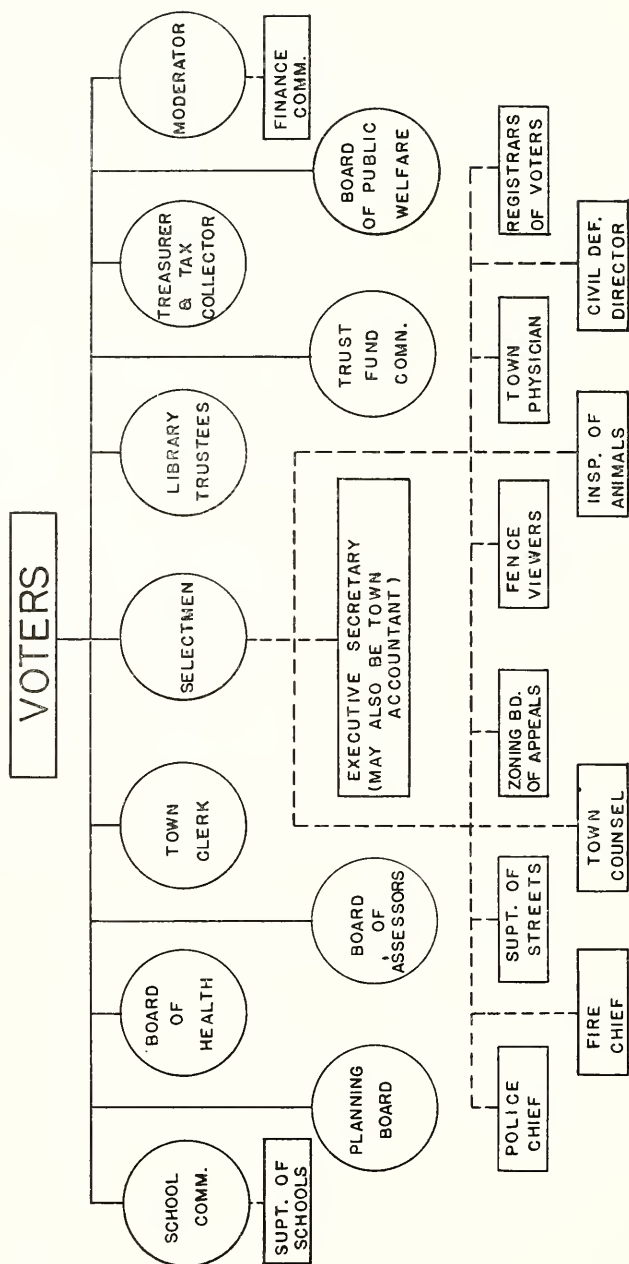 VOTERS
SCHOOL
COMM.
BOARD
OF
HEALTH
TOWN
CLERK
SELECTMEN
LIBRARY
TRUSTEES
TREASURER
& TAX
COLLECTOR
MODERATOR
SUPT. OF
SCHOOLS
FINANCE
COMM.
PLANNING
BOARD
BOARD
OF
ASSESSORS
EXECUTIVE SECRETARY
(MAY ALSO BE TOWN
ACCOUNTANT)
TRUST
FUND
COMN.
BOARD
OF PUBLIC
WELFARE
POLICE
CHIEF
SUPT. OF
STREETS
ZONING BD.
OF APPEALS
FENCE
VIEWERS
TOWN
PHYSICIAN
REGISTRARS
OF VOTERS
FIRE
CHIEF
TOWN
COUNSEL
INSP. OF
ANIMALS
CIVIL DEF.
DIRECTOR